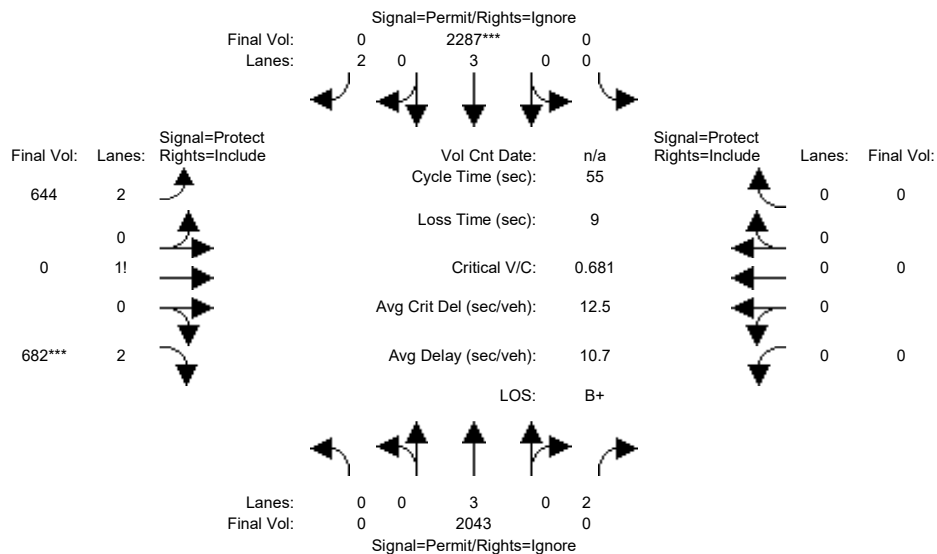 Signal=Permit/Rights=Ignore
Final Vol: 0 2287*** 0
Lanes: 2 0 3 0 0
Signal=Protect Signal=Protect
Final Vol: Lanes: Rights=Include Vol Cnt Date: n/a Rights=Include Lanes: Final Vol:
Cycle Time (sec): 55
644 2 0 0
Loss Time (sec): 9
0 0
0 1! Critical V/C: 0.681 0 0
0 Avg Crit Del (sec/veh): 12.5 0
682*** 2 Avg Delay (sec/veh): 10.7 0 0
LOS: B+
Lanes: 0 0 3 0 2
Final Vol: 0 2043 0
Signal=Permit/Rights=Ignore